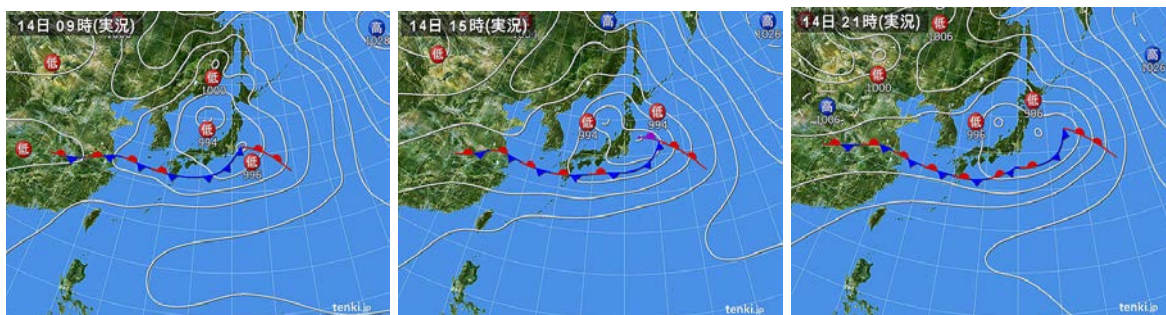 14日 09時(実況)
高
1028
低
低
1000
低
994
低
低
996
tenki.jp
14日 15時(実況)
高
高
1026
低
低
994
低
994
tenki.jp
14日 21時(実況)
低
1006
高
1026
低
1000
高
1006
低
996
低
996
tenki.jp